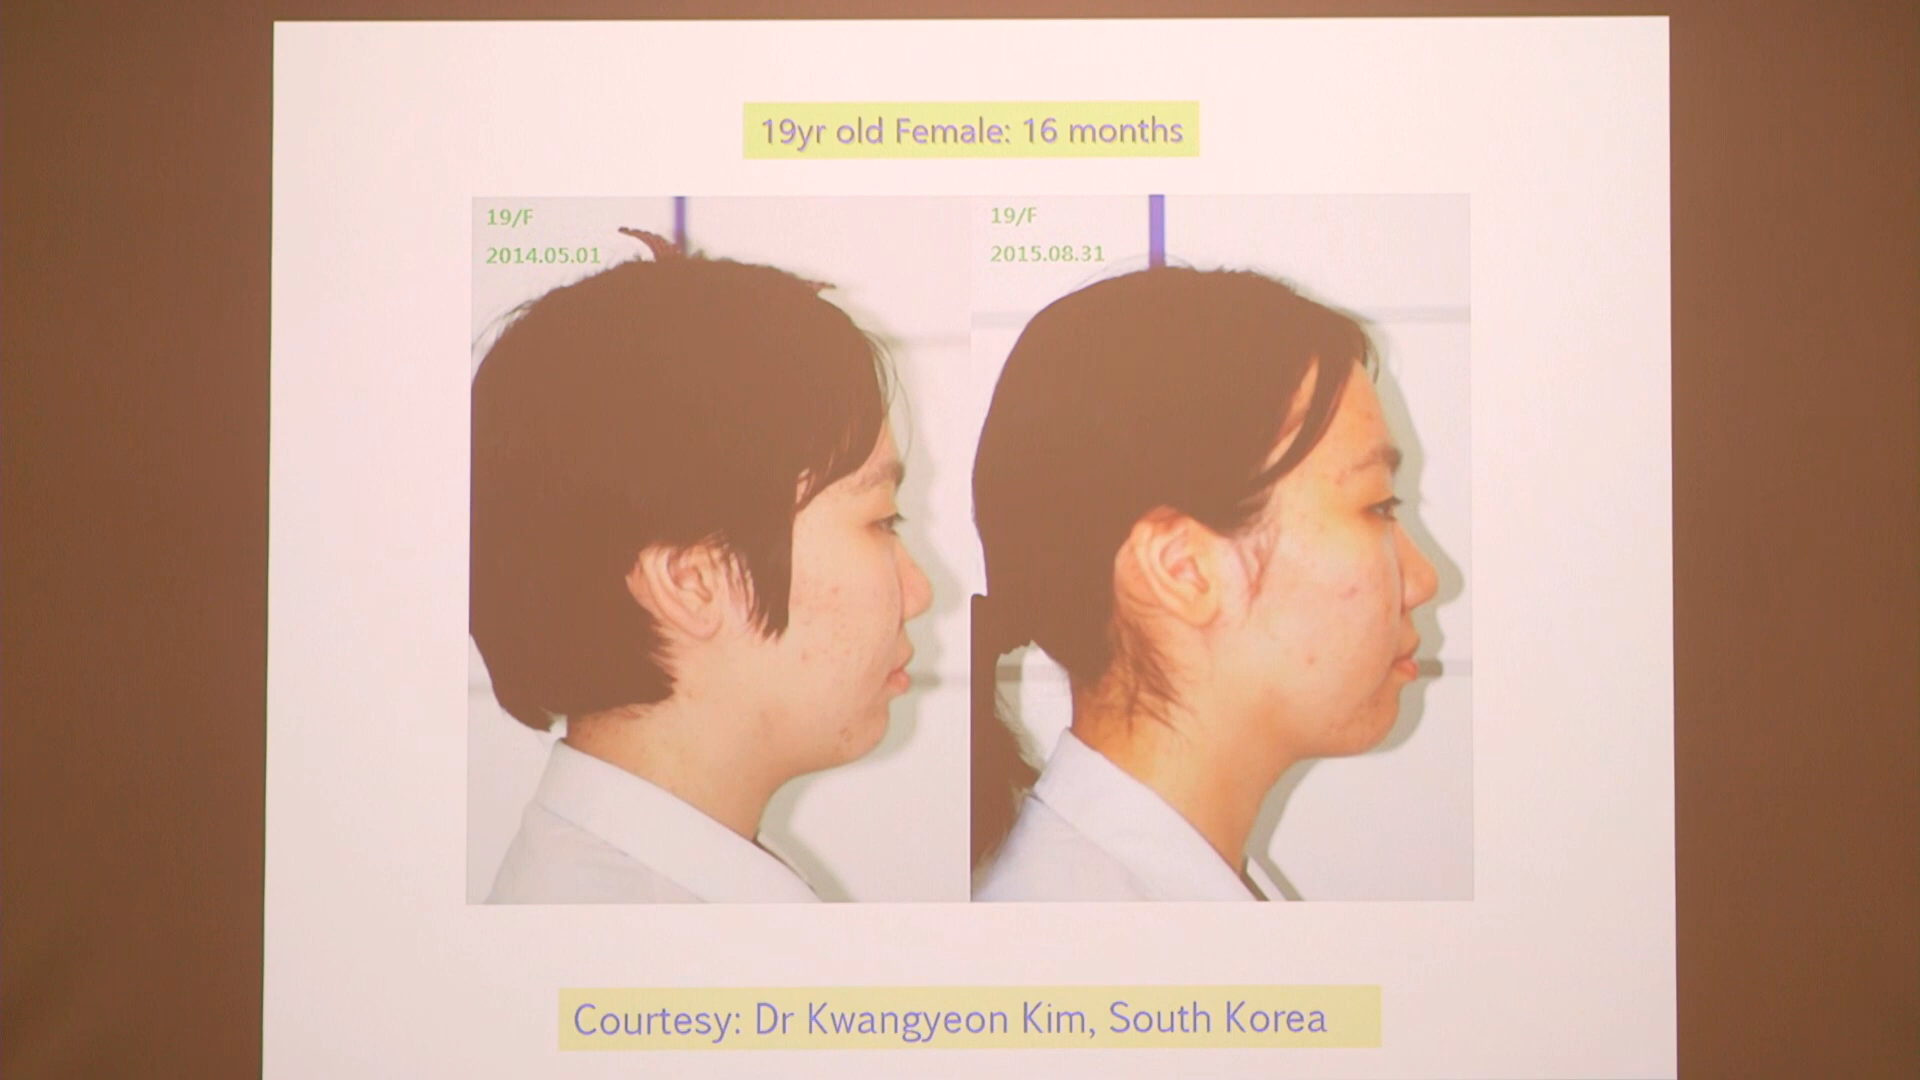 19yr old Female: 16 months
19/F
2014.05.01
19/F
2015.08.31
Courtesy: Dr Kwangyeon Kim, South Korea